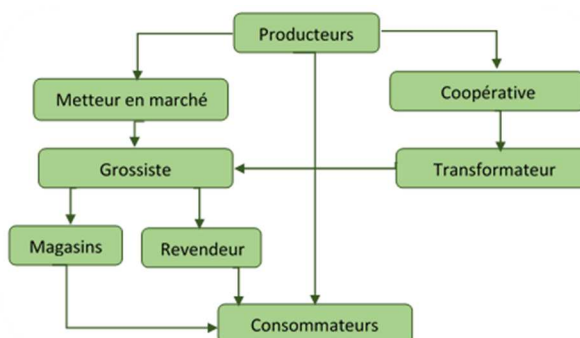 Producteurs
Metteur en marché
Coopérative
Grossiste
Transformateur
Magasins
Revendeur
Consommateurs